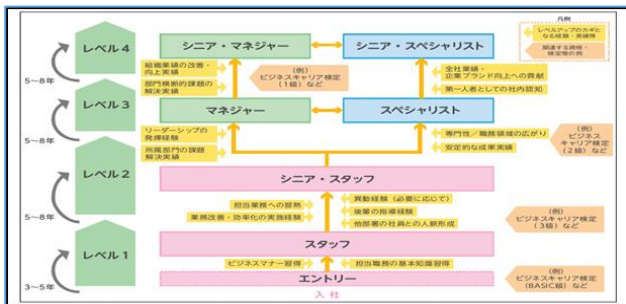 凡例
レベルアップのカギと
なる経験・実績等
関連する資格・
検定等の例
レベル4
シニア・マネジャー
シニア・スペシャリスト
5~8年
組織業績の改善・
向上実績
部門横断的課題の
解決実績
(例)
ビジネスキャリア検定
(1級)など
全社業績・
企業ブランド向上への貢献
第一人者としての社内認知
レベル3
マネジャー
スペシャリスト
5~8年
リーダーシップの
発揮経験
所属部門の課題
解決実績
専門性/職務領域の広がり
安定的な成果実績
(例)
ビジネス
キャリア検定
(2級)など
レベル2
シニア・スタッフ
5~8年
担当業務への習熟
業務改善・効率化の実施経験
異動経験(必要に応じて)
後輩の指導経験
他部署の社員との人脈形成
(例)
ビジネスキャリア検定
(3級)など
レベル1
スタッフ
3~5年
ビジネスマナー習得
担当職務の基本知識習得
エントリー
(例)
ビジネスキャリア検定
(BASIC級)など
入社